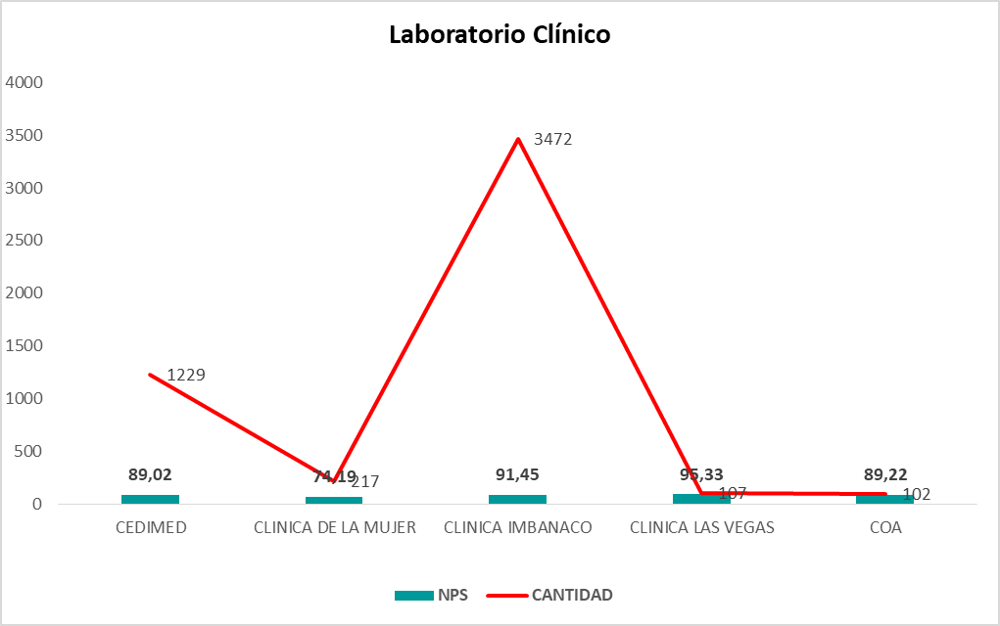 Laboratorio Clínico
4000
3500
3472
3000
2500
2000
1500
1229
1000
500
89,02
74,19
217
91,45
95,33
107
89,22
102
0
CEDIMED
CLINICA DE LA MUJER
CLINICA IMBANACO
CLINICA LAS VEGAS
COA
NPS
CANTIDAD